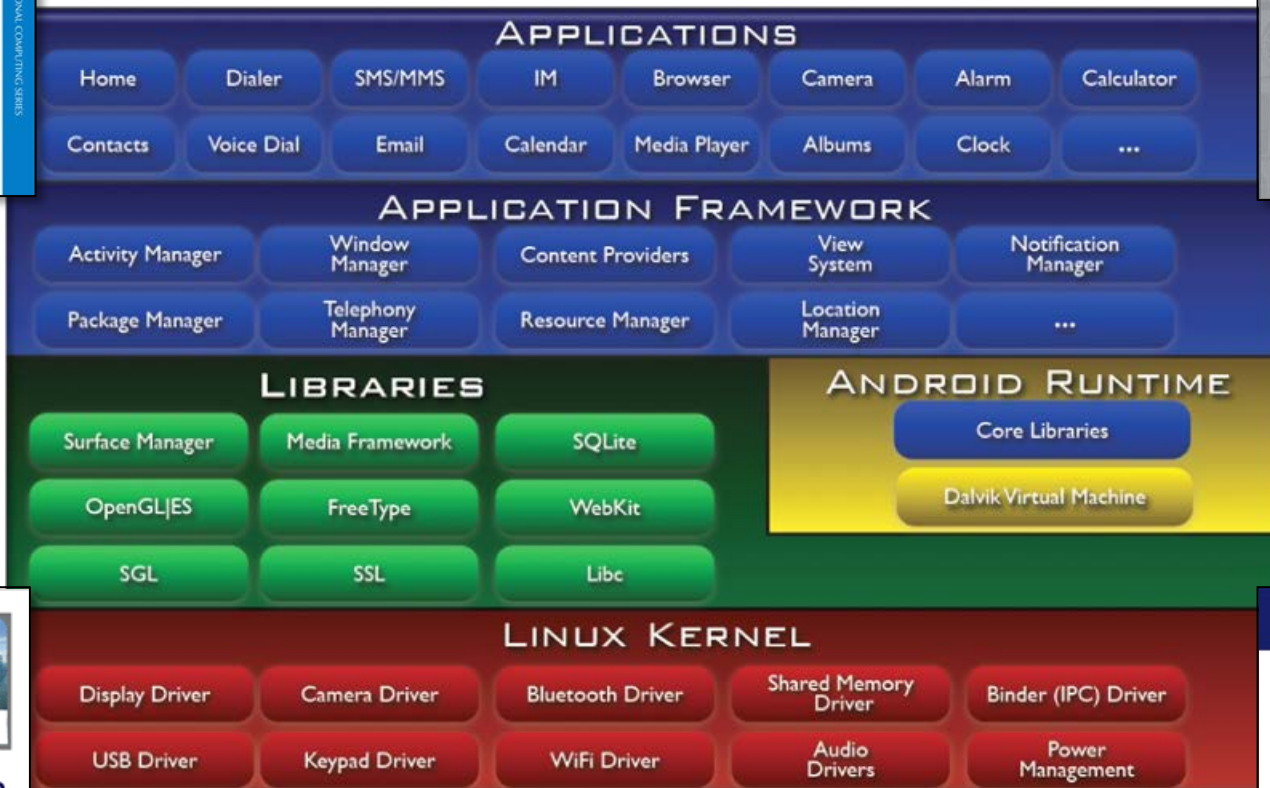 ONAL COMPUTING SERIES
APPLICATIONS
Home Dialer SMS/MMS IM Browser Camera Alarm Calculator
Contacts Voice Dial Email Calendar Media Player Albums Clock ...
APPLICATION FRAMEWORK
Activity Manager
Window
Manager
Content Providers
View
System
Notification
Manager
Package Manager
Telephony
Manager
Resource Manager
Location
Manager
...
LIBRARIES
Surface Manager Media Framework SQLite
OpenGL|ES FreeType WebKit
SGL SSL Libc
ANDROID RUNTIME
Core Libraries
Dalvik Virtual Machine
LINUX KERNEL
Display Driver
Camera Driver
Bluetooth Driver
Shared Memory
Driver
Binder (IPC) Driver
USB Driver
Keypad Driver
WiFi Driver
Audio
Drivers
Power
Management